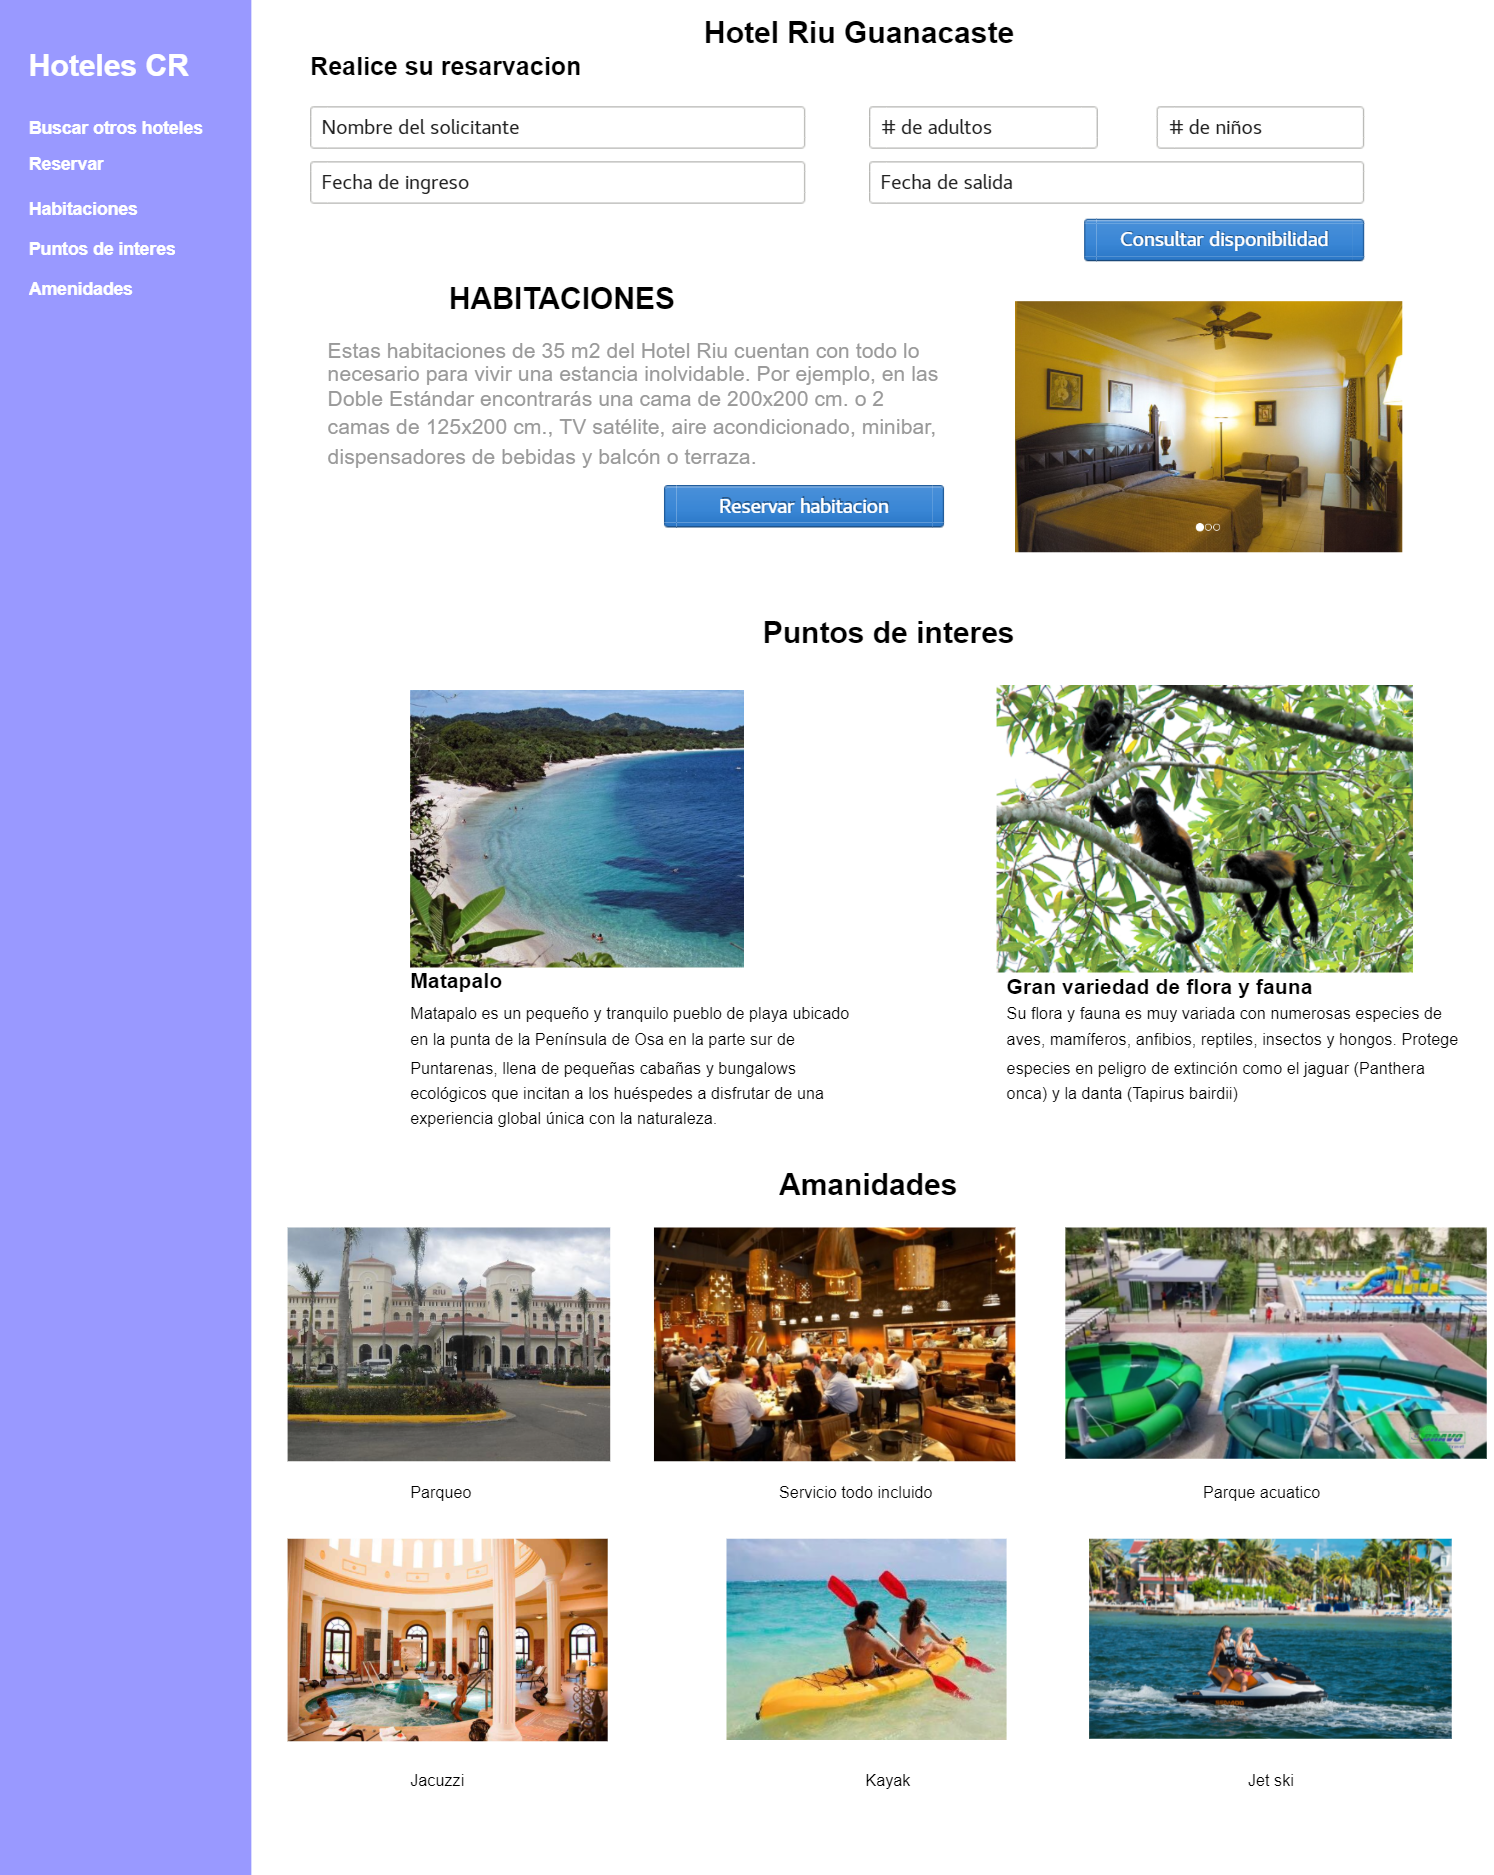 Hoteles CR
Buscar otros hoteles
Reservar
Habitaciones
Puntos de interes
Amenidades
Hotel Riu Guanacaste
Realice su resarvacion
Nombre del solicitante
# de adultos
# de niños
Fecha de ingreso
Fecha de salida
Consultar disponibilidad
HABITACIONES
Estas habitaciones de 35 m2 del Hotel Riu cuentan con todo lo
necesario para vivir una estancia inolvidable. Por ejemplo, en las
Doble Estándar encontrarás una cama de 200x200 cm. o 2
camas de 125x200 cm., TV satélite, aire acondicionado, minibar,
dispensadores de bebidas y balcón o terraza.
Reservar habitacion
Puntos de interes
Matapalo
Matapalo es un pequeño y tranquilo pueblo de playa ubicado
en la punta de la Península de Osa en la parte sur de
Puntarenas, llena de pequeñas cabañas y bungalows
ecológicos que incitan a los huéspedes a disfrutar de una
experiencia global única con la naturaleza.
Gran variedad de flora y fauna
Su flora y fauna es muy variada con numerosas especies de
aves, mamíferos, anfibios, reptiles, insectos y hongos. Protege
especies en peligro de extinción como el jaguar (Panthera
onca) y la danta (Tapirus bairdii)
Amanidades
RIU
BRAVO
Parqueo
Servicio todo incluido
Parque acuatico
Jacuzzi
Kayak
Jet ski